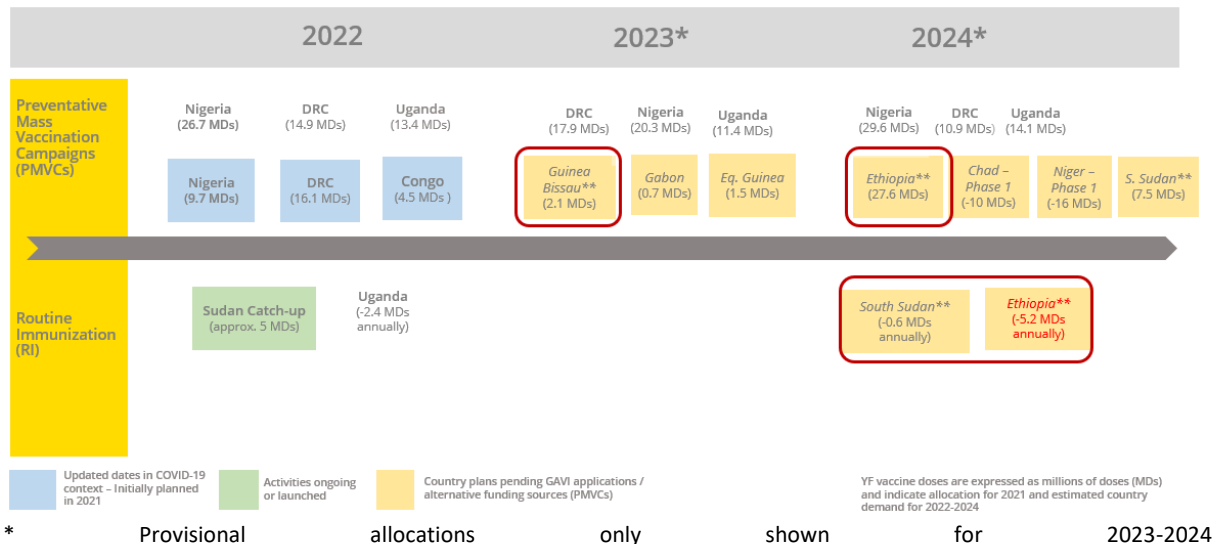 2022
2023*
2024*
Preventative
Mass
Vaccination
Campaigns
(PMVCs)
Nigeria
(26.7 MDs)
DRC
(14.9 MDs)
Uganda
(13.4 MDs)
DRC
(17.9 MDs)
Nigeria
(20.3 MDs)
Uganda
(11.4 MDs)
Nigeria
(29.6 MDs)
DRC
(10.9 MDs)
Uganda
(14.1 MDs)
Nigeria
(9.7 MDs)
DRC
(16.1 MDs)
Congo
(4.5 MDs )
Guinea
Bissau**
(2.1 MDs)
Gabon
(0.7 MDs)
Eq. Guinea
(1.5 MDs)
Ethiopia**
(27.6 MDs)
Chad –
Phase 1
(-10 MDs)
Niger –
Phase 1
(-16 MDs)
S. Sudan**
(7.5 MDs)
Routine
Immunization
(RI)
Sudan Catch-up
(approx. 5 MDs)
Uganda
(-2.4 MDs
annually)
South Sudan**
(-0.6 MDs
annually)
Ethiopia**
(-5.2 MDs
annually)
Updated dates in COVID-19
context – Initially planned
in 2021
Activities ongoing
or launched
Country plans pending GAVI applications /
alternative funding sources (PMVCs)
YF vaccine doses are expressed as millions of doses (MDs)
and indicate allocation for 2021 and estimated country
demand for 2022-2024
* Provisional allocations only shown for 2023-2024